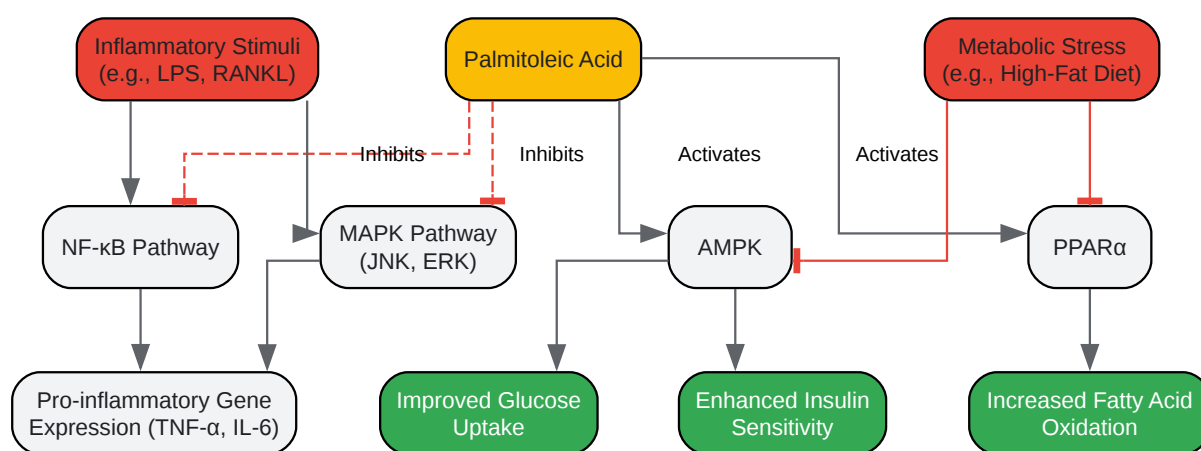 Inflammatory Stimuli
(e.g., LPS, RANKL)
Palmitoleic Acid
Metabolic Stress
(e.g., High-Fat Diet)
Inhibits
Inhibits
Activates
Activates
NF-κB Pathway
MAPK Pathway
(JNK, ERK)
AMPK
PPARα
Pro-inflammatory Gene
Expression (TNF-α, IL-6)
Improved Glucose
Uptake
Enhanced Insulin
Sensitivity
Increased Fatty Acid
Oxidation